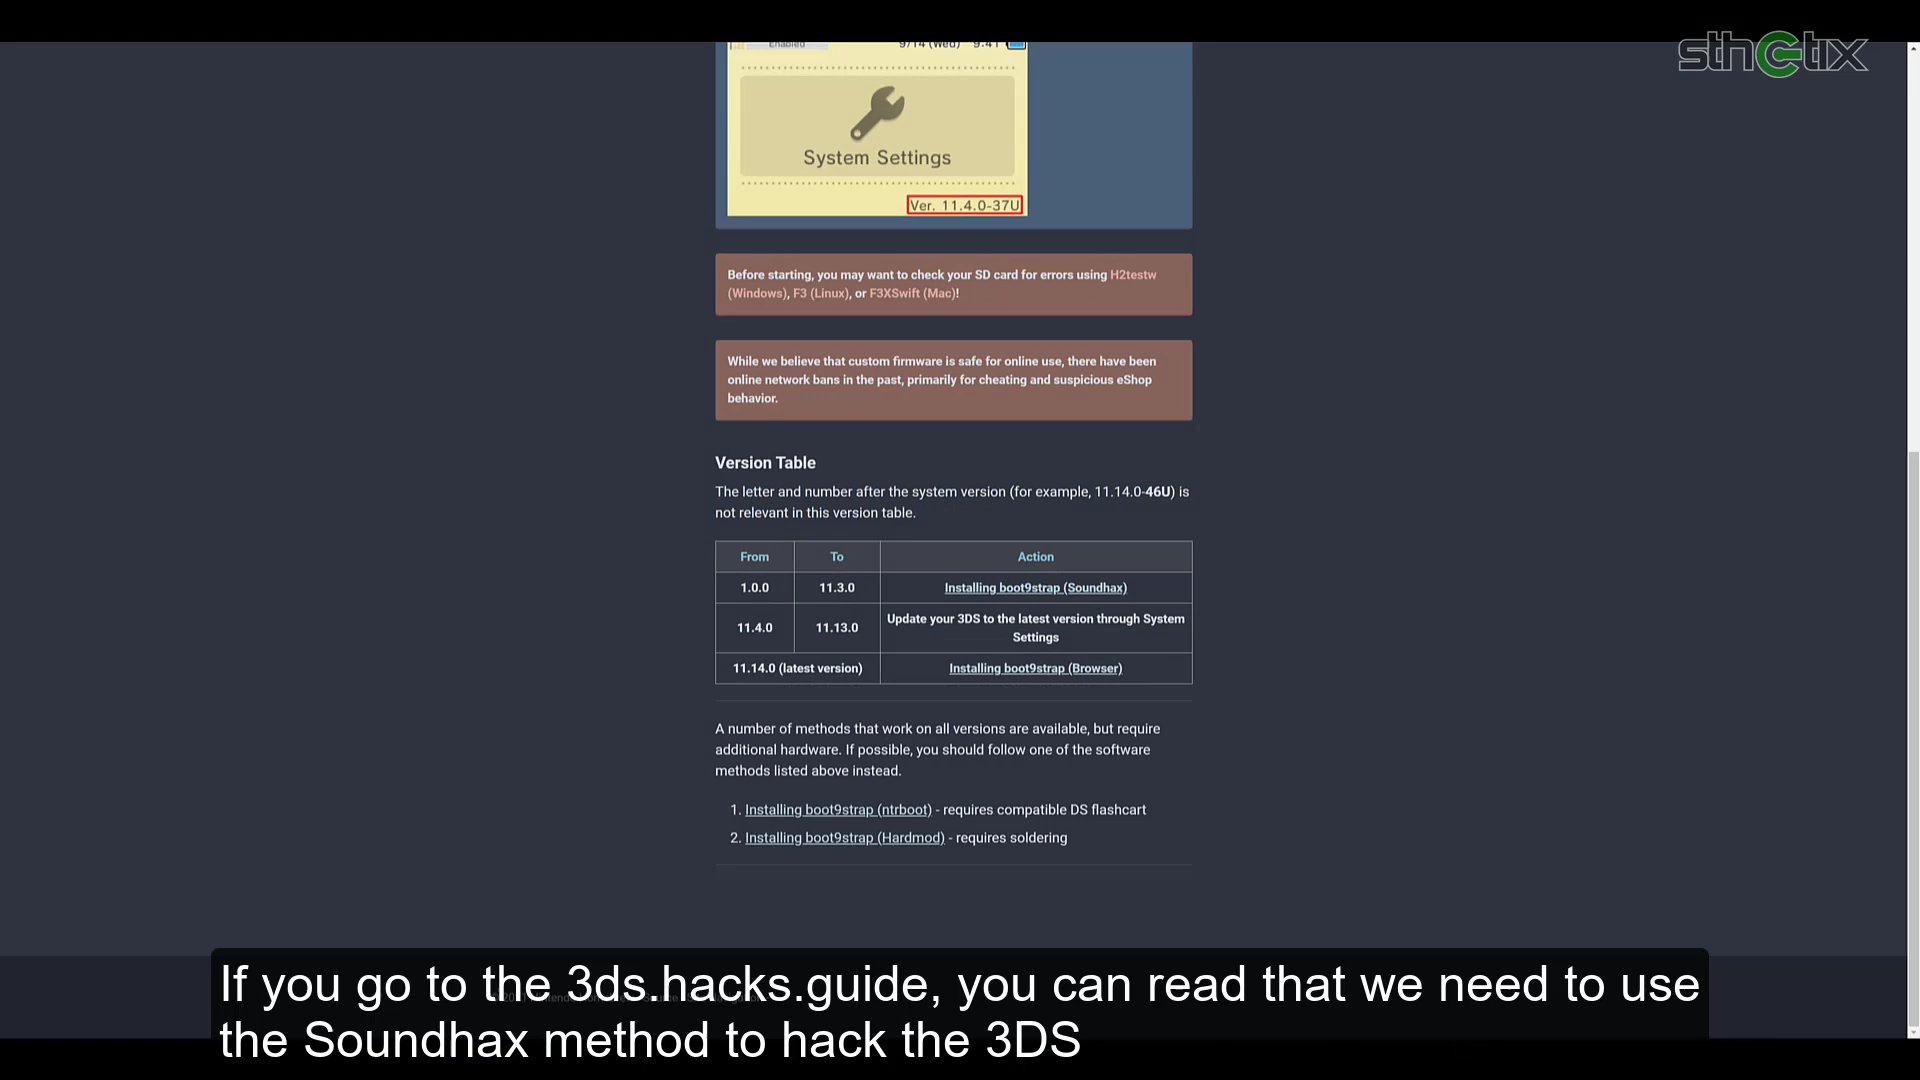 Enabled
9/14 (Wed) 9:41
sthetix
System Settings
Ver. 11.4.0-37U
Before starting, you may want to check your SD card for errors using H2testw
(Windows), F3 (Linux), or F3XSwift (Mac)!
While we believe that custom firmware is safe for online use, there have been
online network bans in the past, primarily for cheating and suspicious eShop
behavior.
Version Table
The letter and number after the system version (for example, 11.14.0-46U) is
not relevant in this version table.
From To Action
1.0.0 11.3.0 Installing boot9strap (Soundhax)
11.4.0 11.13.0 Update your 3DS to the latest version through System
Settings
11.14.0 (latest version) Installing boot9strap (Browser)
A number of methods that work on all versions are available, but require
additional hardware. If possible, you should follow one of the software
methods listed above instead.
1. Installing boot9strap (ntrboot) - requires compatible DS flashcart
2. Installing boot9strap (Hardmod) - requires soldering
If you go to the 3ds.hacks.guide, you can read that we need to use
the Soundhax method to hack the 3DS